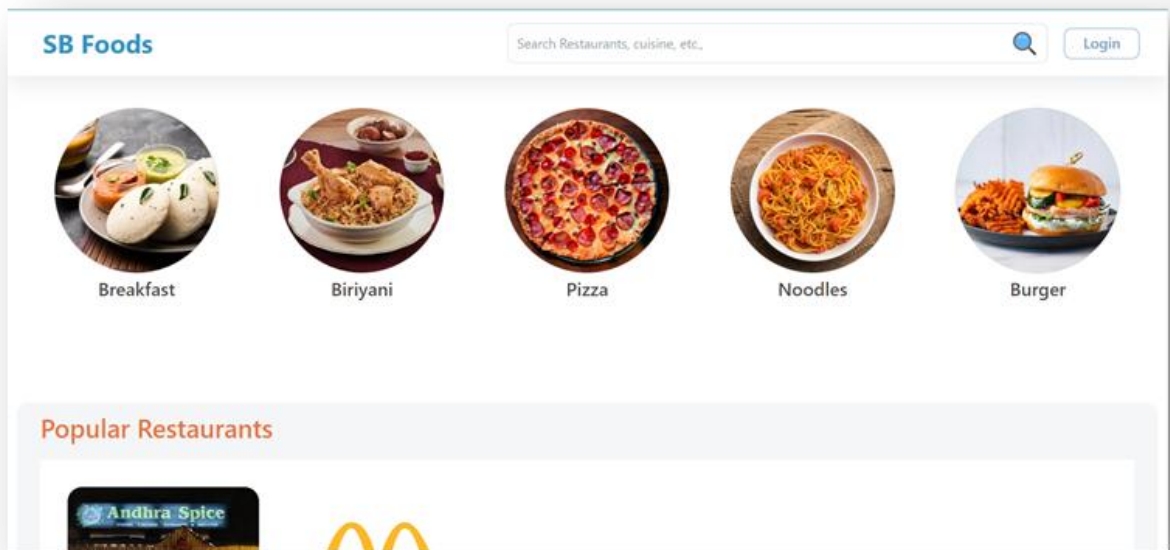 SB Foods
Search Restaurants, cuisine, etc.,
Login
Breakfast
Biriyani
Pizza
Noodles
Burger
Popular Restaurants
Andhra Spice